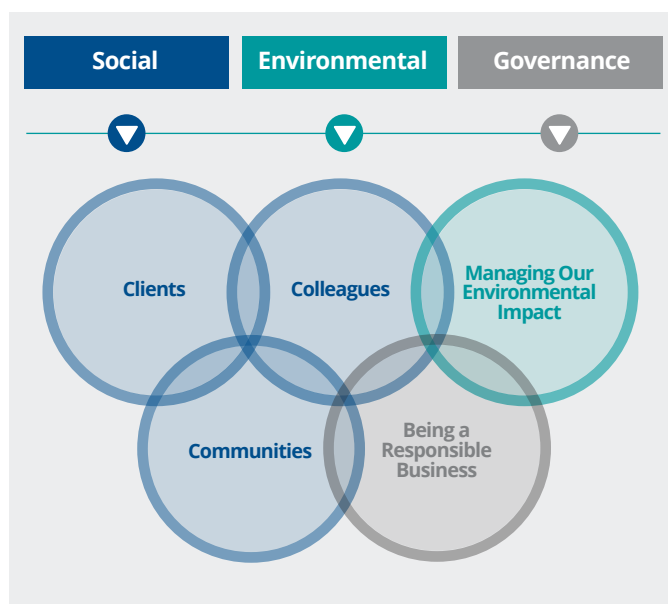 Social
Environmental
Governance
Clients
Colleagues
Managing Our
Environmental
Impact
Communities
Being a
Responsible
Business